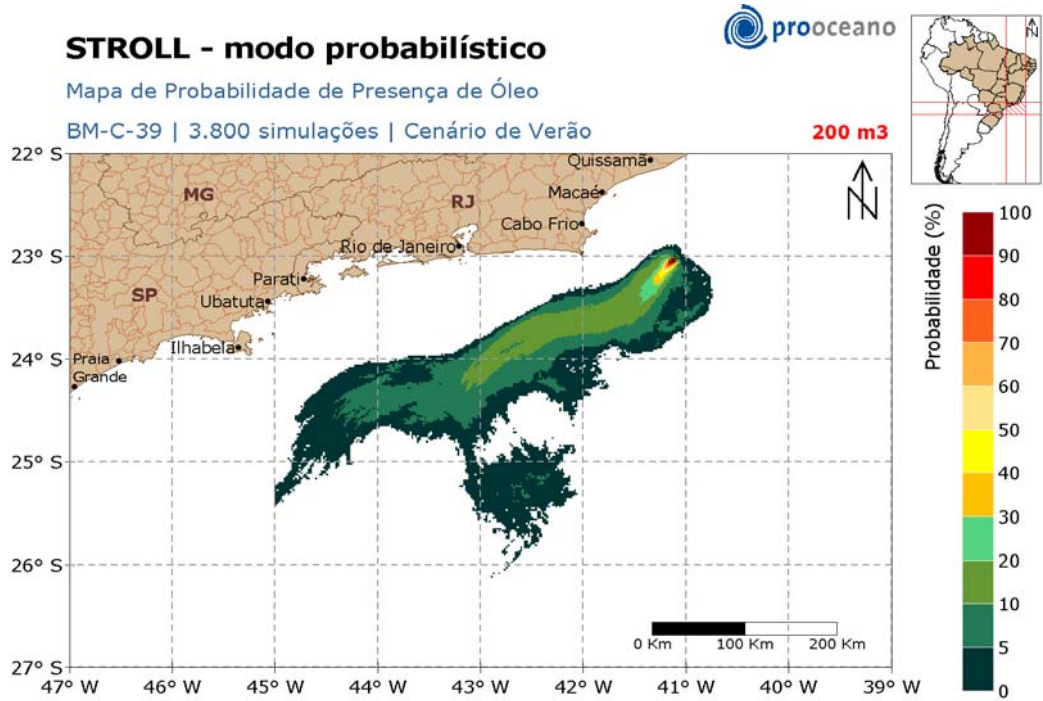 prooceano
STROLL - modo probabilístico
Mapa de Probabilidade de Presença de Óleo
BM-C-39 | 3.800 simulações | Cenário de Verão
200 m3
N
N
22° S
23° S
24° S
25° S
26° S
27° S
47° W
46° W
45° W
44° W
43° W
42° W
41° W
40° W
39° W
MG
RJ
SP
Quissamã
Macaé
Cabo Frio
Rio de Janeiro
Parati
Ubatuta
Ilhabela
Praia
Grande
0 Km
100 Km
200 Km
Probabilidade (%)
100
90
80
70
60
50
40
30
20
10
5
0